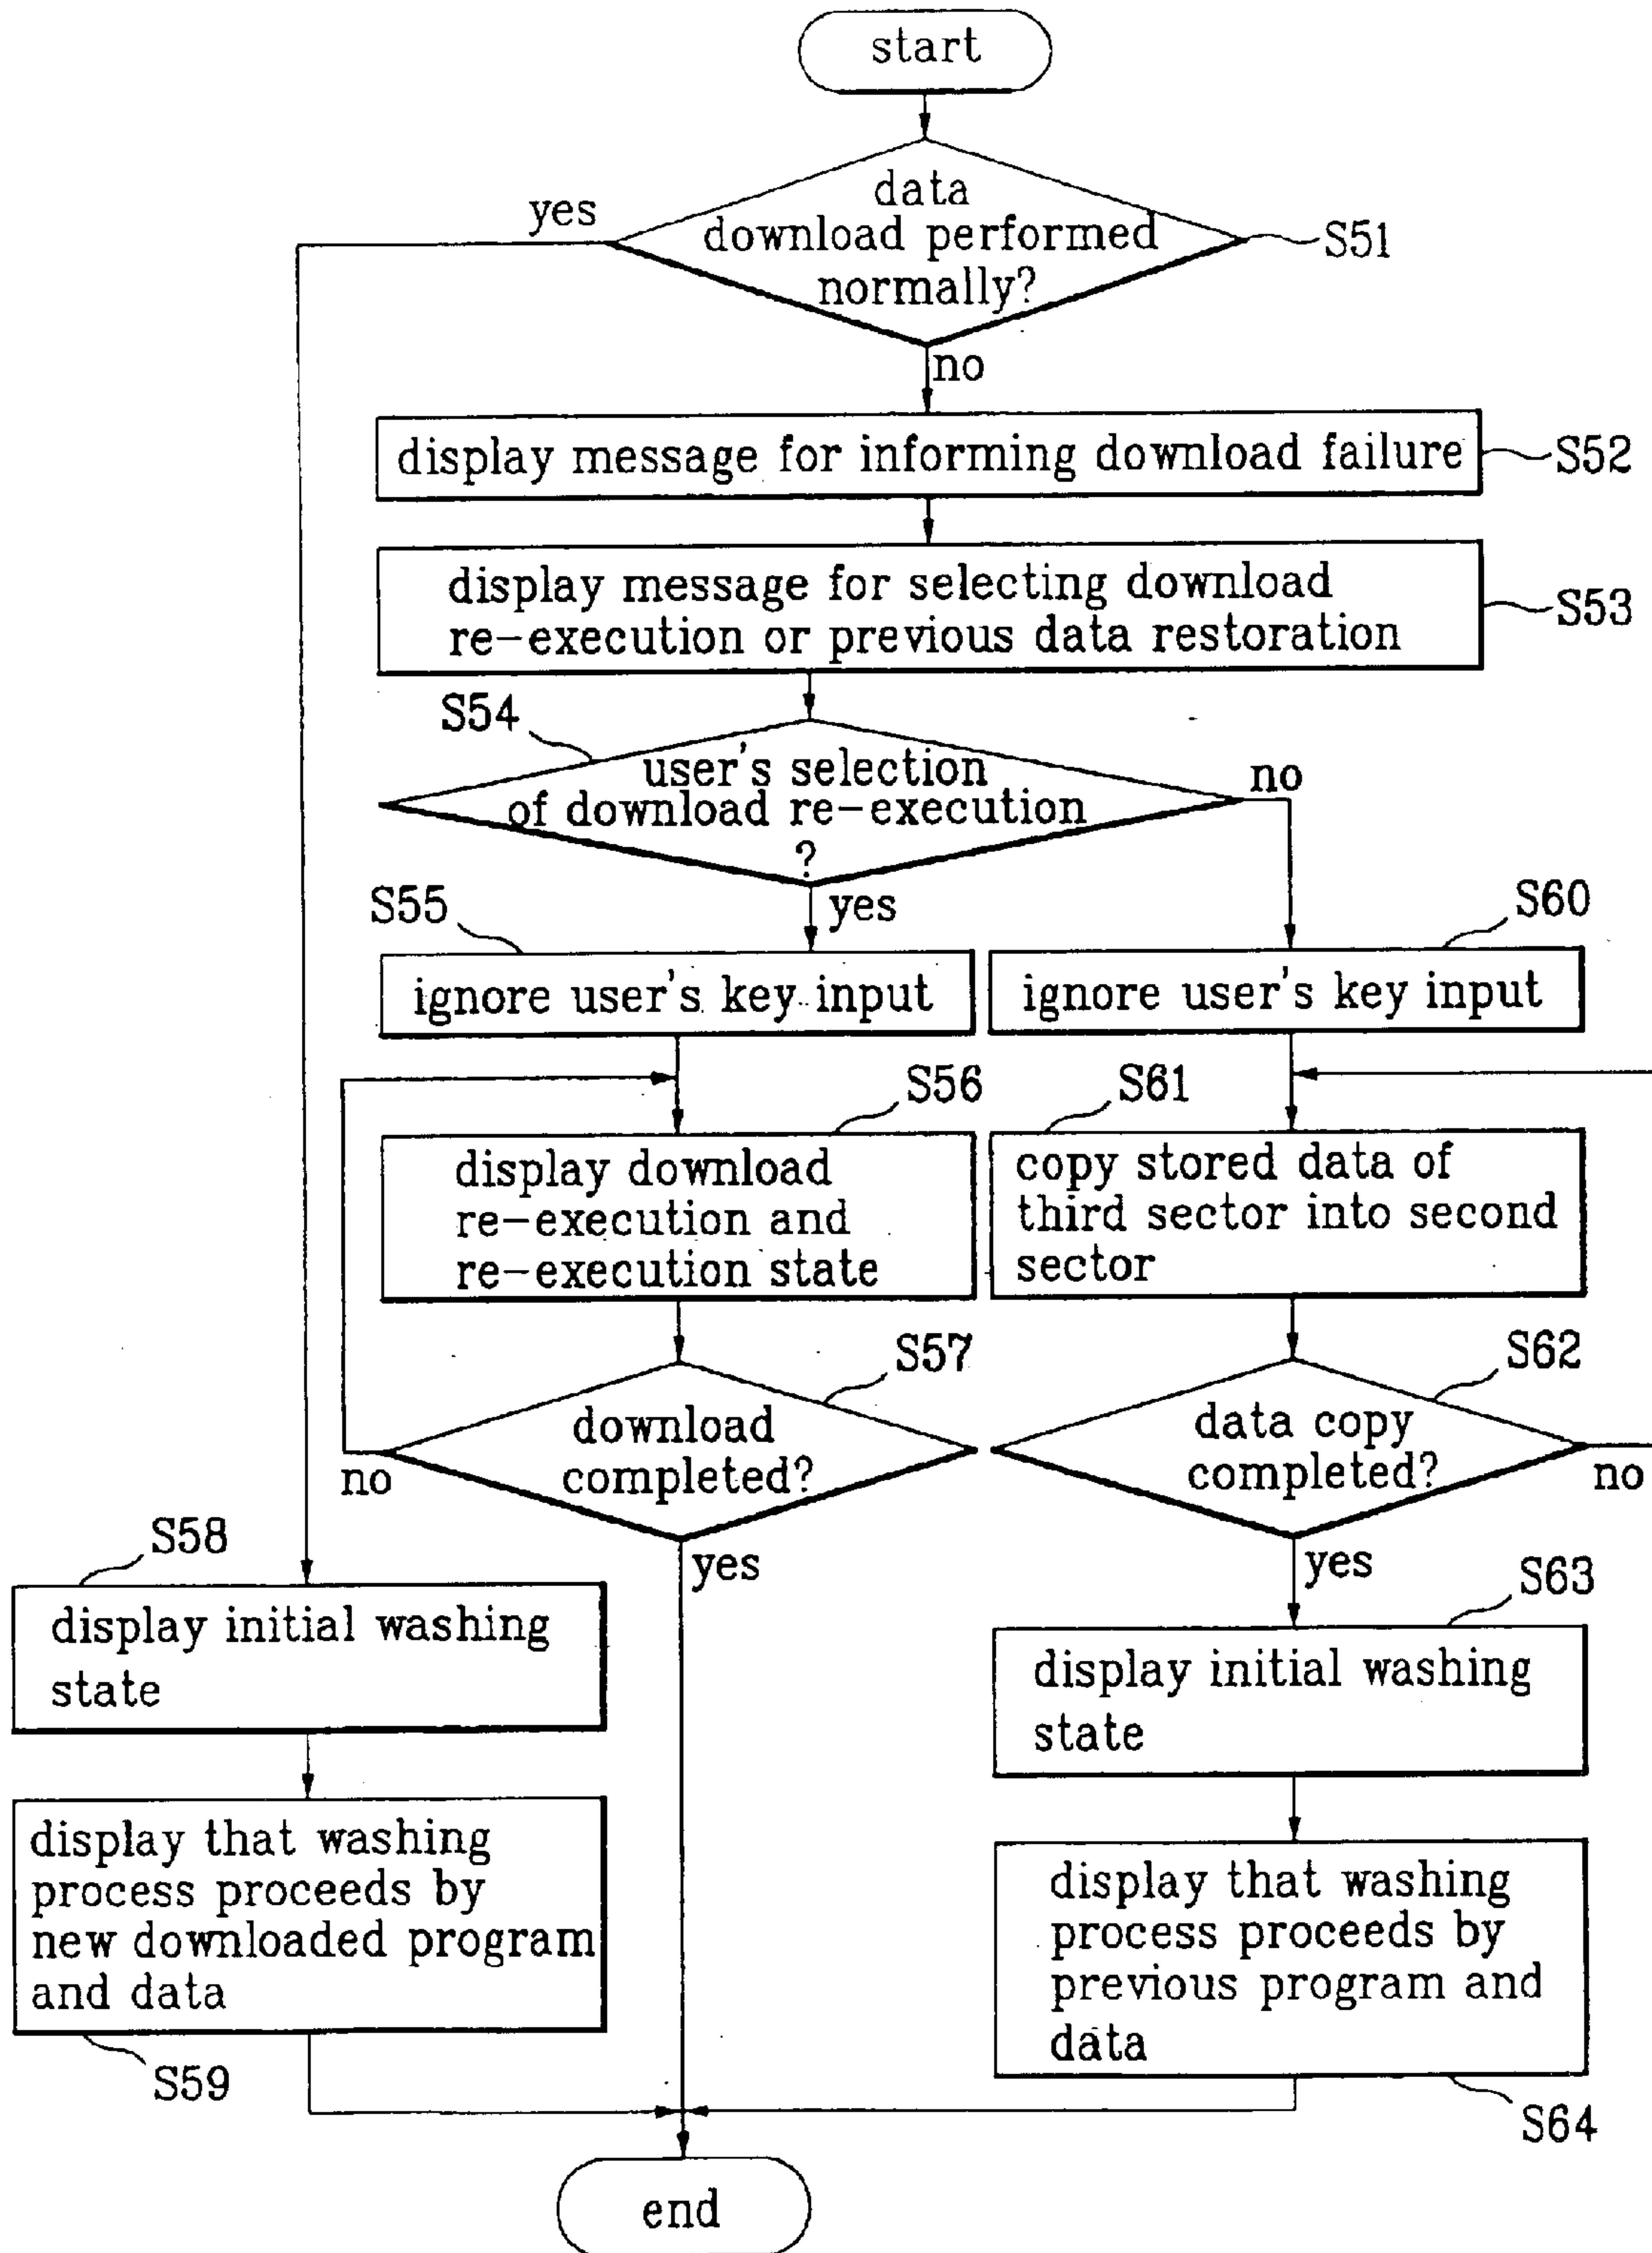 start
data
download performed
normally?
yes
S51
no
display message for informing download failure
S52
display message for selecting download
re-execution or previous data restoration
S53
S54
user's selection
of download re-execution
?
no
yes
S55
S60
ignore user's key input
ignore user's key input
S56
S61
display download
re-execution and
re-execution state
copy stored data of
third sector into second
sector
S57
S62
download
completed?
no
data copy
completed?
no
yes
yes
S58
S63
display initial washing
state
display initial washing
state
display that washing
process proceeds by
new downloaded program
and data
S59
display that washing
process proceeds by
previous program and
data
S64
end